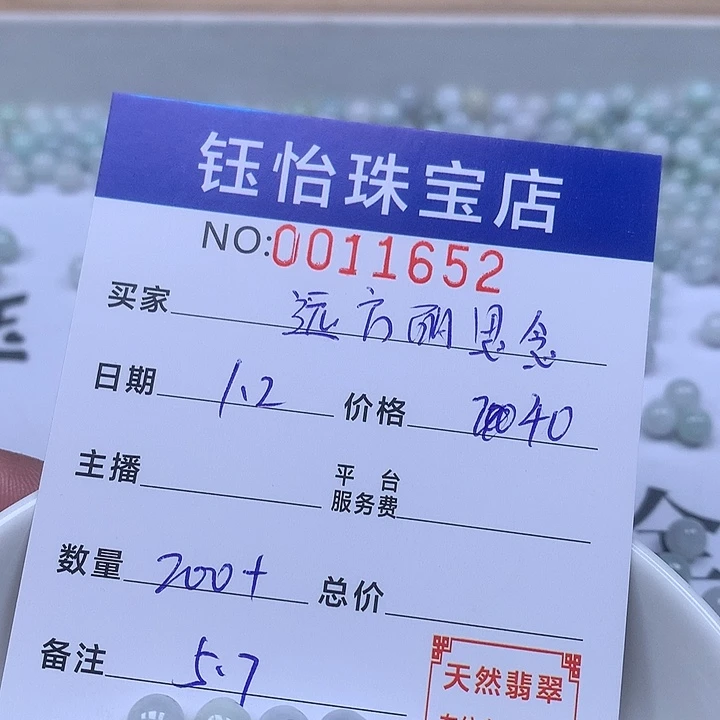 钰怡珠宝店
NO:0011652
买家 远方的思念
日期 1.2 价格 40
主播 平台服务费
数量 200+ 总价
备注 5.7
天然翡翠